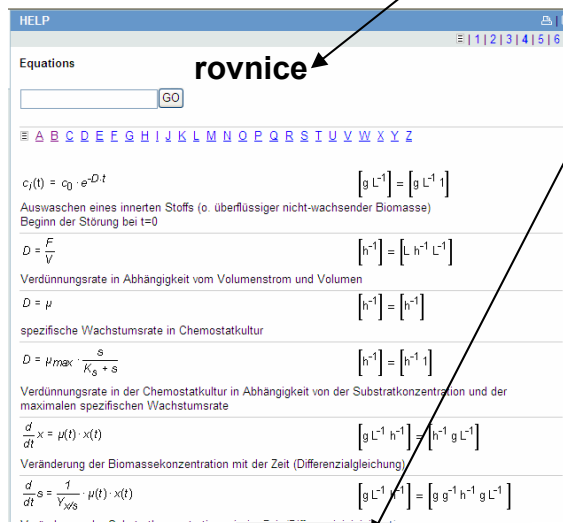 HELP
≡ | 1 | 2 | 3 | 4 | 5 | 6
Equations
rovnice
GO
≡ A B C D E F G H I J K L M N O P Q R S T U V W X Y Z
c_i(t) = c_0 · e^{-D·t} [g L^{-1}] = [g L^{-1} 1]
Auswaschen eines innerten Stoffs (o. überflüssiger nicht-wachsender Biomasse)
Beginn der Störung bei t=0
D = F/V [h^{-1}] = [L h^{-1} L^{-1}]
Verdünnungsrate in Abhängigkeit vom Volumenstrom und Volumen
D = μ [h^{-1}] = [h^{-1}]
spezifische Wachstumsrate in Chemostatkultur
D = μ_{max} · s/(K_s + s) [h^{-1}] = [h^{-1} 1]
Verdünnungsrate in der Chemostatkultur in Abhängigkeit von der Substratkonzentration und der
maximalen spezifischen Wachstumsrate
d/dt x = μ(t) · x(t) [g L^{-1} h^{-1}] = [h^{-1} g L^{-1}]
Veränderung der Biomassekonzentration mit der Zeit (Differenzialgleichung)
d/dt s = 1/Y_{x/s} · μ(t) · x(t) [g L^{-1} h^{-1}] = [g g^{-1} h^{-1} g L^{-1}]